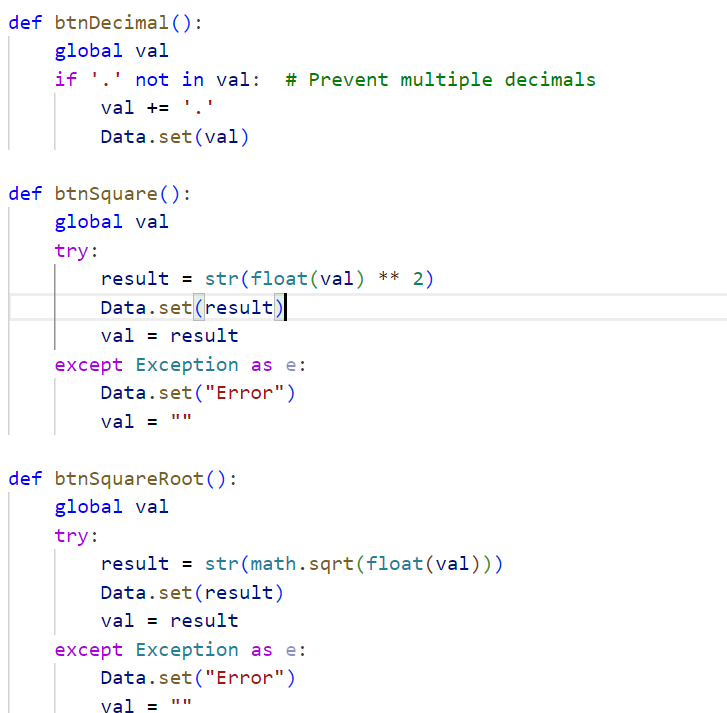 def btnDecimal():
    global val
    if '.' not in val:  # Prevent multiple decimals
        val += '.'
        Data.set(val)

def btnSquare():
    global val
    try:
        result = str(float(val) ** 2)
        Data.set(result)
        val = result
    except Exception as e:
        Data.set("Error")
        val = ""

def btnSquareRoot():
    global val
    try:
        result = str(math.sqrt(float(val)))
        Data.set(result)
        val = result
    except Exception as e:
        Data.set("Error")
        val = ""